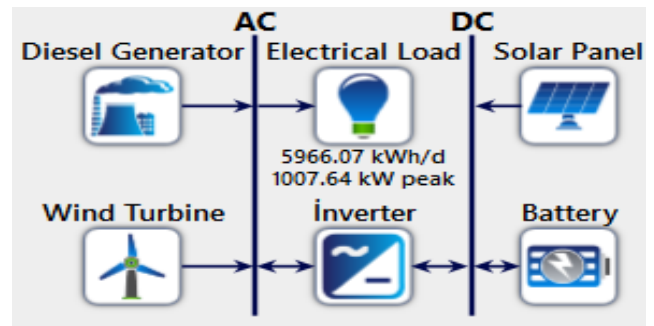 AC DC
Diesel Generator Electrical Load Solar Panel
5966.07 kWh/d
1007.64 kW peak
Wind Turbine İnverter Battery